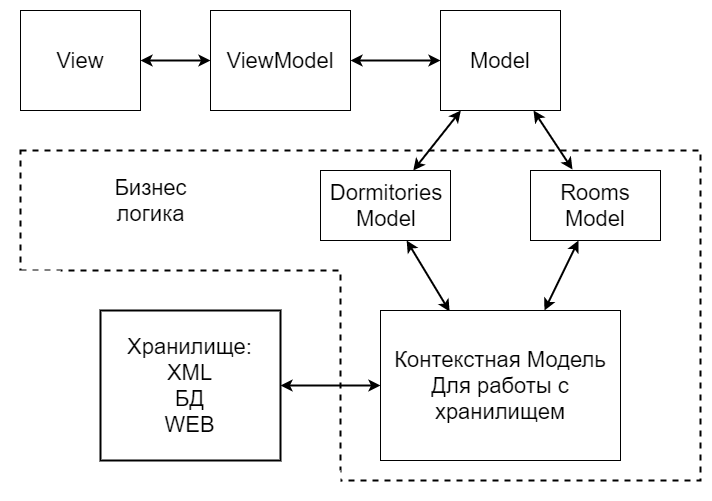 View
ViewModel
Model
Бизнес
логика
Dormitories
Model
Rooms
Model
Хранилище:
XML
БД
WEB
Контекстная Модель
Для работы с
хранилищем